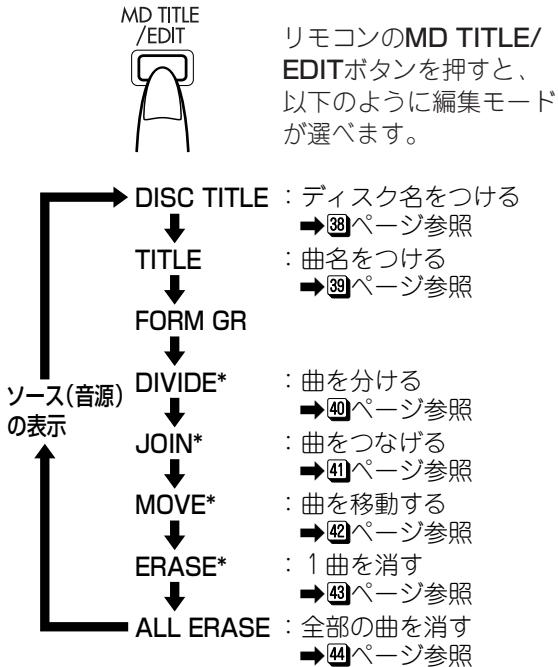 MD TITLE
/EDIT
リモコンのMD TITLE/
EDITボタンを押すと、
以下のように編集モード
が選べます。
DISC TITLE：ディスク名をつける
➡38ページ参照
TITLE：曲名をつける
➡39ページ参照
FORM GR
ソース(音源)
の表示
DIVIDE*：曲を分ける
➡40ページ参照
JOIN*：曲をつなげる
➡41ページ参照
MOVE*：曲を移動する
➡42ページ参照
ERASE*：1曲を消す
➡43ページ参照
ALL ERASE：全部の曲を消す
➡44ページ参照